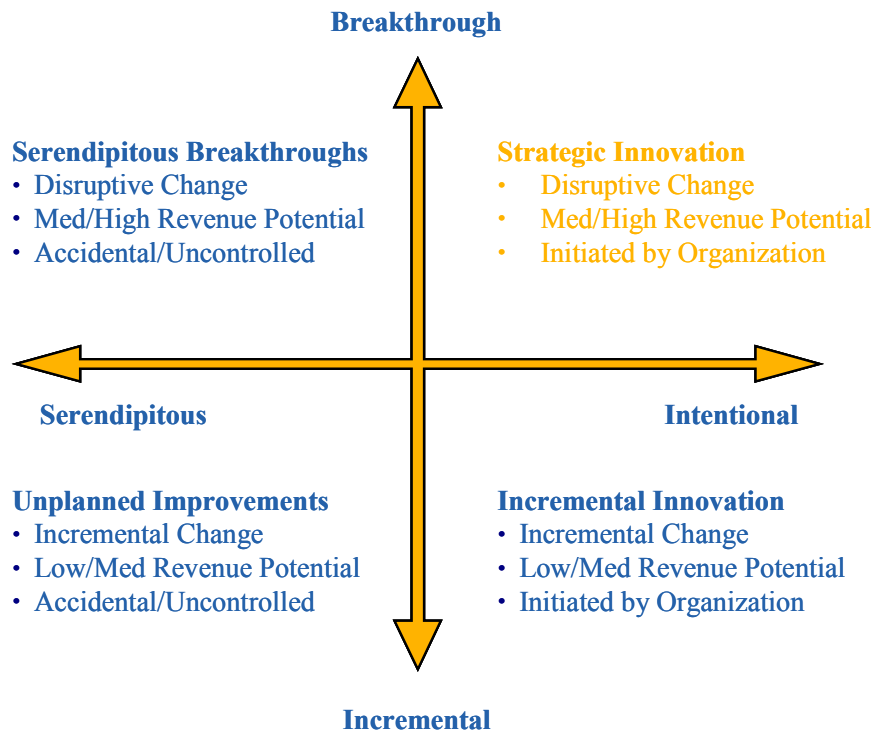 Breakthrough
Serendipitous Breakthroughs
• Disruptive Change
• Med/High Revenue Potential
• Accidental/Uncontrolled
Strategic Innovation
• Disruptive Change
• Med/High Revenue Potential
• Initiated by Organization
Serendipitous
Intentional
Unplanned Improvements
• Incremental Change
• Low/Med Revenue Potential
• Accidental/Uncontrolled
Incremental Innovation
• Incremental Change
• Low/Med Revenue Potential
• Initiated by Organization
Incremental